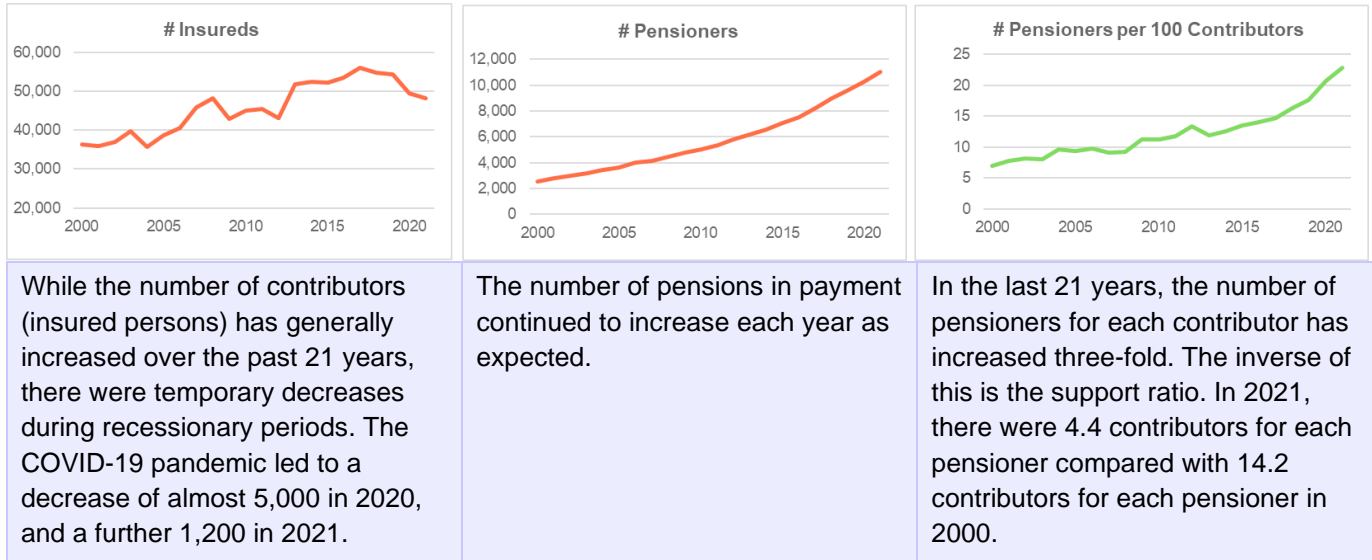 # Insureds
60,000
50,000
40,000
30,000
20,000
2000 2005 2010 2015 2020
# Pensioners
12,000
10,000
8,000
6,000
4,000
2,000
0
2000 2005 2010 2015 2020
# Pensioners per 100 Contributors
25
20
15
10
5
0
2000 2005 2010 2015 2020
While the number of contributors
(insured persons) has generally
increased over the past 21 years,
there were temporary decreases
during recessionary periods. The
COVID-19 pandemic led to a
decrease of almost 5,000 in 2020,
and a further 1,200 in 2021.
The number of pensions in payment
continued to increase each year as
expected.
In the last 21 years, the number of
pensioners for each contributor has
increased three-fold. The inverse of
this is the support ratio. In 2021,
there were 4.4 contributors for each
pensioner compared with 14.2
contributors for each pensioner in
2000.